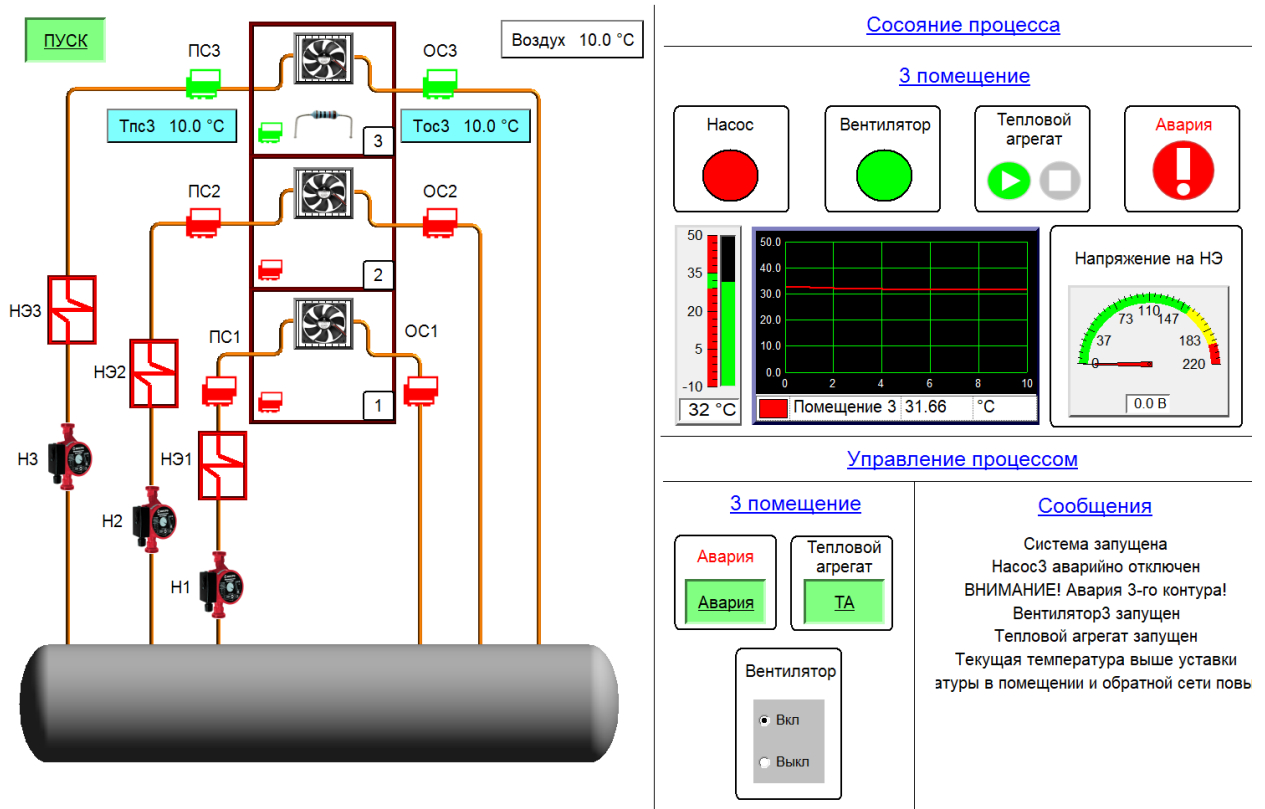 ПУСК
ПС3
ОС3
Воздух 10.0 °C
Тпс3 10.0 °C
Тос3 10.0 °C
3
ПС2
ОС2
2
НЭ3
ПС1
ОС1
НЭ2
1
Н3
НЭ1
Н2
Н1
Сосояние процесса
3 помещение
Насос
Вентилятор
Тепловой
агрегат
Авария
50
35
20
5
-10
32 °C
50.0
40.0
30.0
20.0
10.0
0.0
0 2 4 6 8 10
Помещение 3 31.66 °C
Напряжение на НЭ
0 37 73 110 147 183 220
0.0 В
Управление процессом
3 помещение
Авария
Авария
Тепловой
агрегат
ТА
Вентилятор
Вкл
Выкл
Сообщения
Система запущена
Насос3 аварийно отключен
ВНИМАНИЕ! Авария 3-го контура!
Вентилятор3 запущен
Тепловой агрегат запущен
Текущая температура выше уставки
атуры в помещении и обратной сети повы